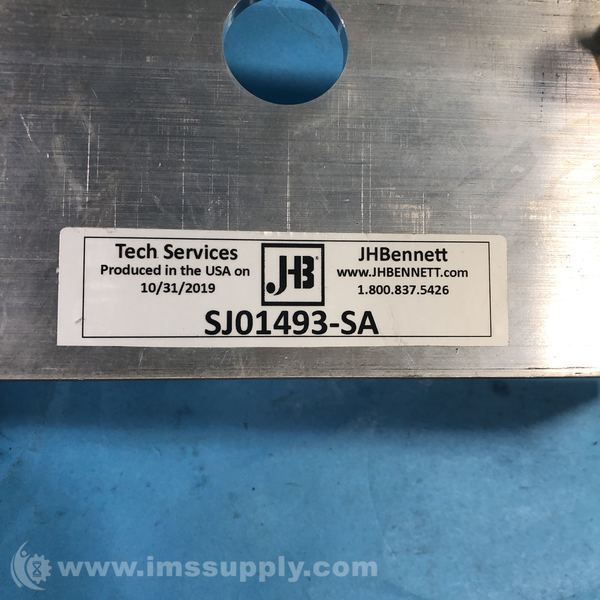 Tech Services
Produced in the USA on
10/31/2019
JHB
JHBennett
www.JHBENNETT.com
1.800.837.5426
SJ01493-SA
www.imssupply.com